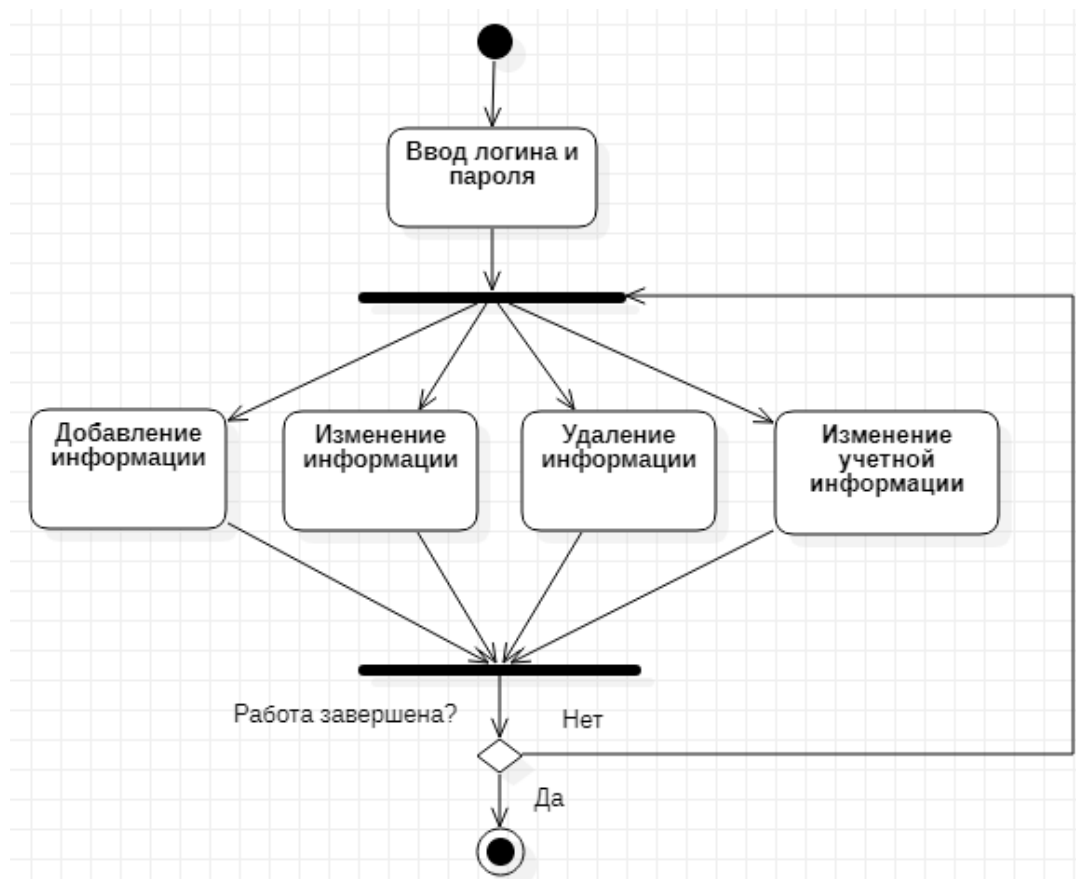 Ввод логина и
пароля
Добавление
информации
Изменение
информации
Удаление
информации
Изменение
учетной
информации
Работа завершена?
Нет
Да